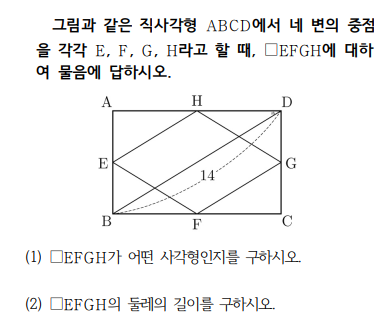 그림과 같은 직사각형 ABCD에서 네 변의 중점
을 각각 E, F, G, H라고 할 때, □EFGH에 대하
여 물음에 답하시오.
A H D
E G
14
B F C
(1) □EFGH가 어떤 사각형인지를 구하시오.
(2) □EFGH의 둘레의 길이를 구하시오.